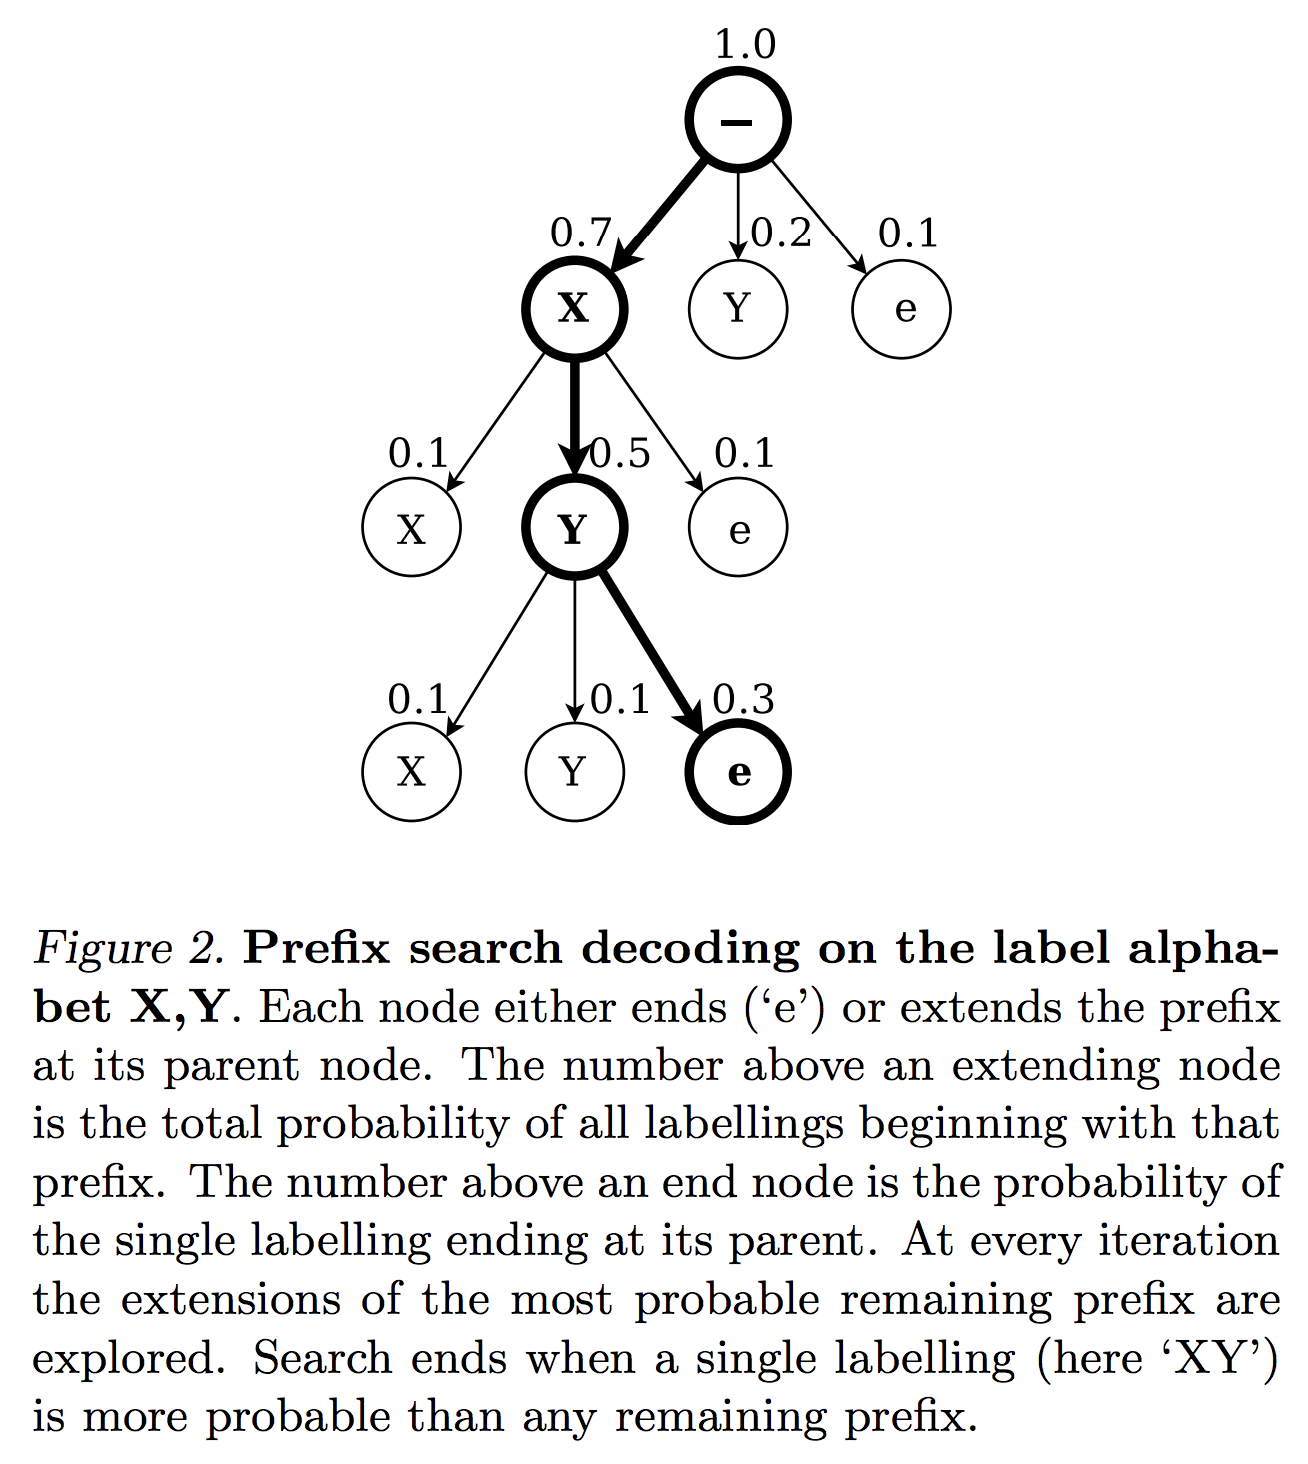 1.0
–
0.7 0.2 0.1
X Y e
0.1 0.5 0.1
X Y e
0.1 0.1 0.3
X Y e
Figure 2. Prefix search decoding on the label alpha-
bet X,Y. Each node either ends (‘e’) or extends the prefix
at its parent node. The number above an extending node
is the total probability of all labellings beginning with that
prefix. The number above an end node is the probability of
the single labelling ending at its parent. At every iteration
the extensions of the most probable remaining prefix are
explored. Search ends when a single labelling (here ‘XY’)
is more probable than any remaining prefix.